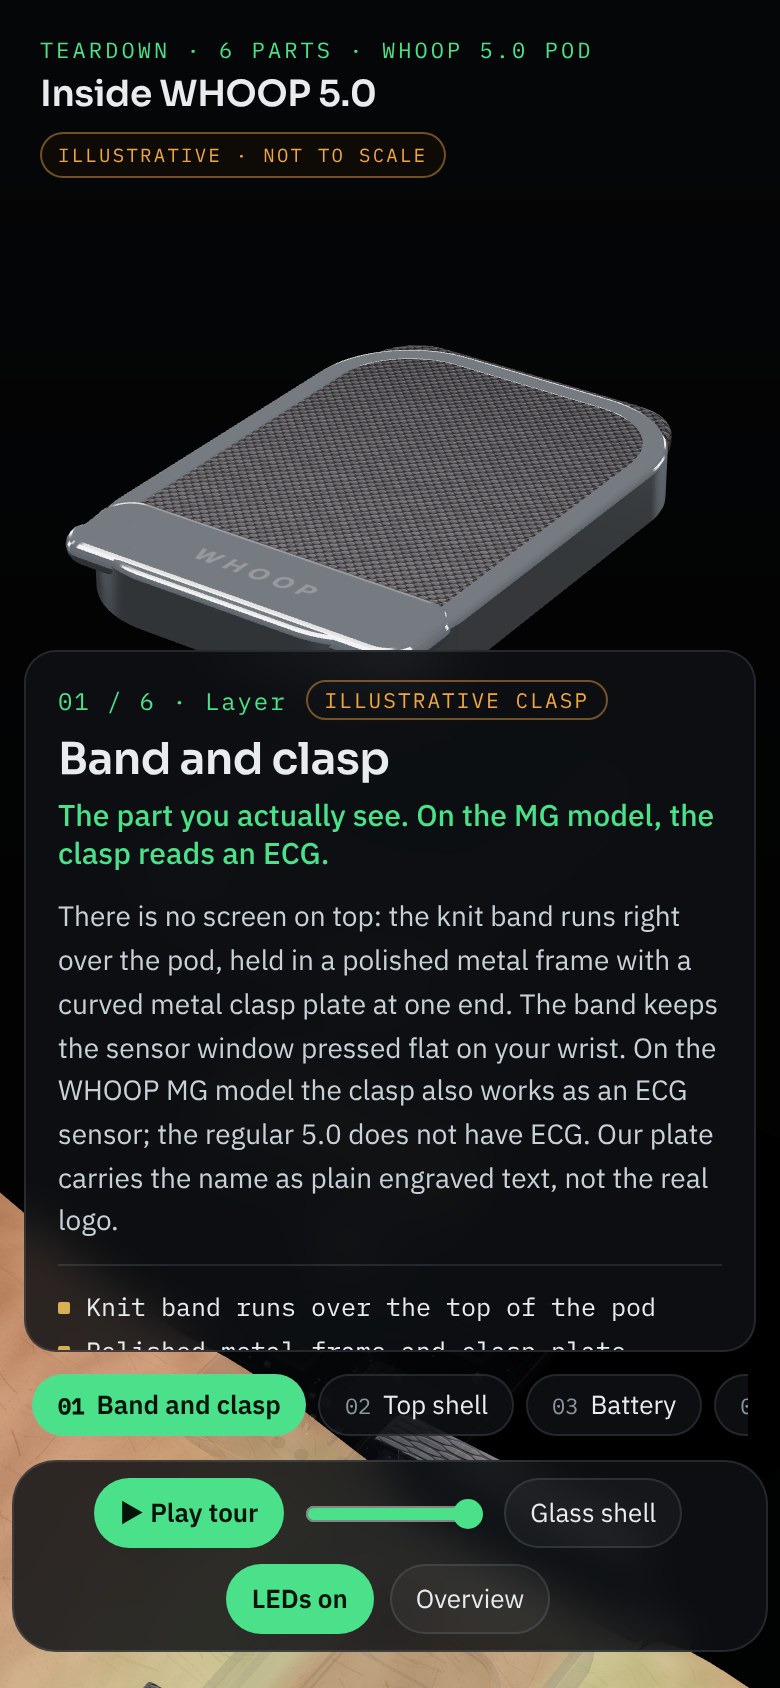 TEARDOWN · 6 PARTS · WHOOP 5.0 POD
Inside WHOOP 5.0
ILLUSTRATIVE · NOT TO SCALE
WHOOP
01 / 6 · Layer ILLUSTRATIVE CLASP
Band and clasp
The part you actually see. On the MG model, the
clasp reads an ECG.
There is no screen on top: the knit band runs right
over the pod, held in a polished metal frame with a
curved metal clasp plate at one end. The band keeps
the sensor window pressed flat on your wrist. On the
WHOOP MG model the clasp also works as an ECG
sensor; the regular 5.0 does not have ECG. Our plate
carries the name as plain engraved text, not the real
logo.
Knit band runs over the top of the pod
Polished metal frame and clasp plate
01 Band and clasp 02 Top shell 03 Battery
▶ Play tour Glass shell
LEDs on Overview